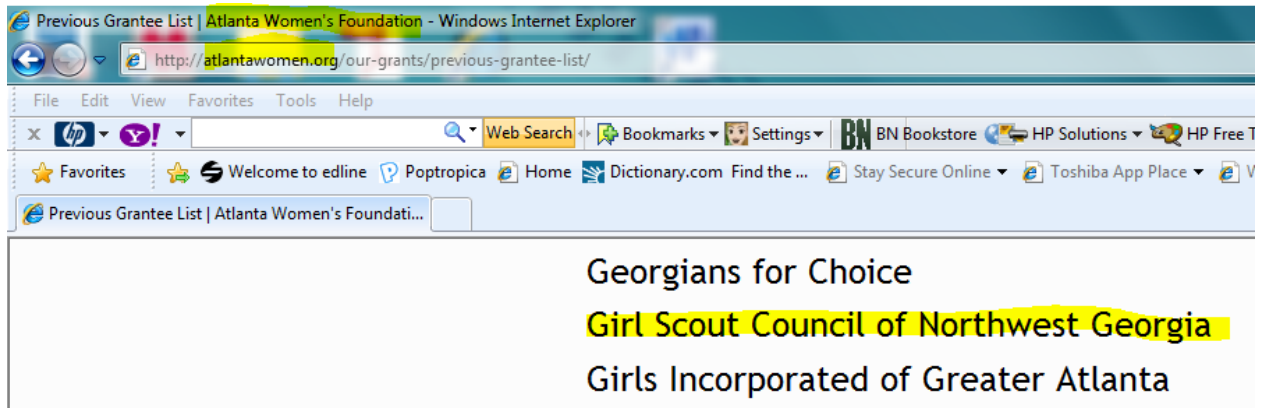 Previous Grantee List | Atlanta Women's Foundation - Windows Internet Explorer
http://atlantawomen.org/our-grants/previous-grantee-list/
File Edit View Favorites Tools Help
x hp Y! Web Search Bookmarks Settings BN BN Bookstore HP Solutions HP Free T
Favorites Welcome to edline Poptropica Home Dictionary.com Find the ... Stay Secure Online Toshiba App Place
Previous Grantee List | Atlanta Women's Foundati...
Georgians for Choice
Girl Scout Council of Northwest Georgia
Girls Incorporated of Greater Atlanta